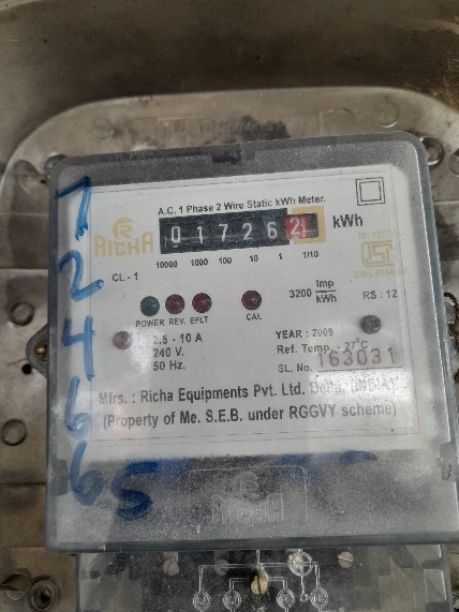 A.C. 1 Phase 2 Wire Static kWh Meter.
RICHA
01726 2 kWh
10000 1000 100 10 1 1/10
CL - 1
3200 Imp/kWh
RS : 12
POWER REV. EFLT CAL
2.5 - 10 A
240 V.
50 Hz.
YEAR : 2009
Ref. Temp. - 27°C
SL. No. 163031
Mfrs. : Richa Equipments Pvt. Ltd.
(Property of Me. S.E.B. under RGGVY scheme)
RICHA
1
2
4
6
6 5